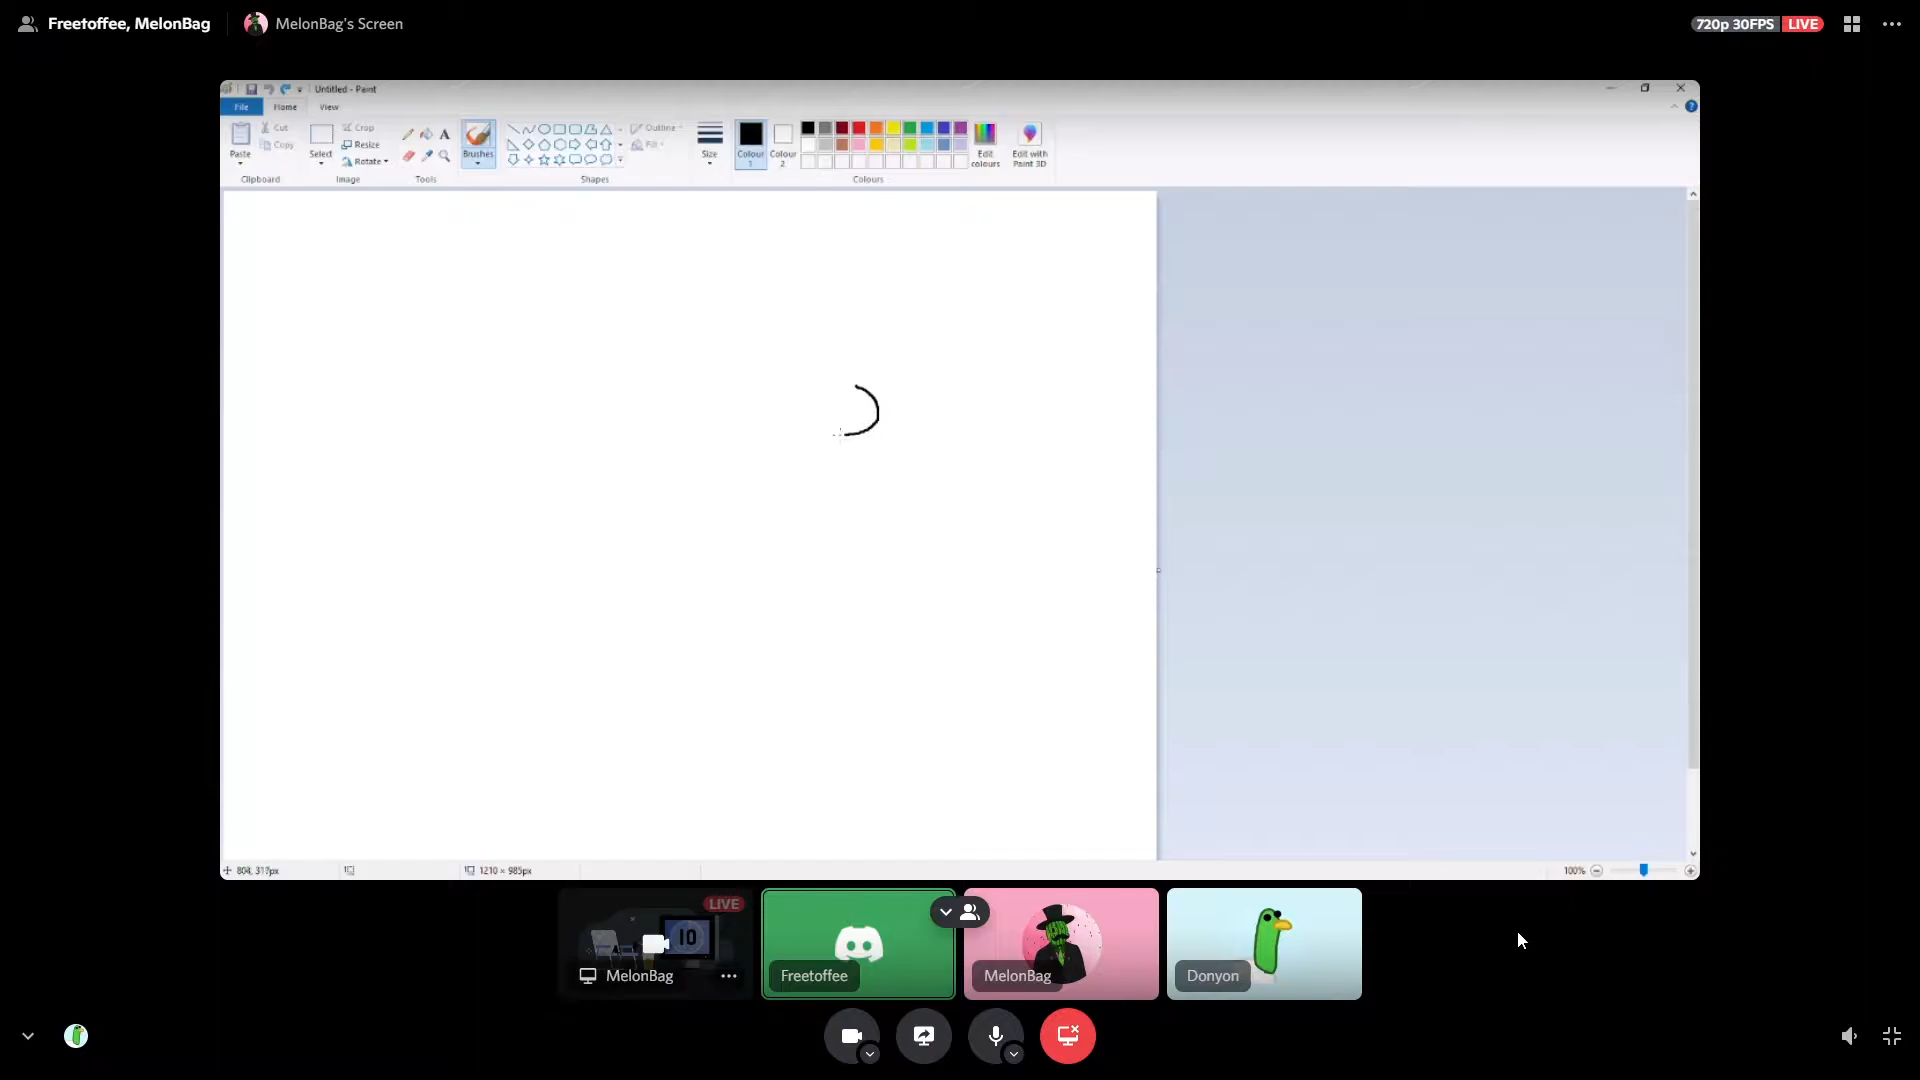 Freetoffee, MelonBag
MelonBag's Screen
720p 30FPS LIVE
Untitled - Paint
File Home View
Paste
Cut
Copy
Clipboard
Select
Crop
Resize
Rotate
Image
A
Tools
Brushes
Outline
Fill
Shapes
Size
Colour 1
Colour 2
Edit colours
Edit with Paint 3D
Colours
1210 × 985px
100%
LIVE
10
MelonBag
Freetoffee
MelonBag
Donyon